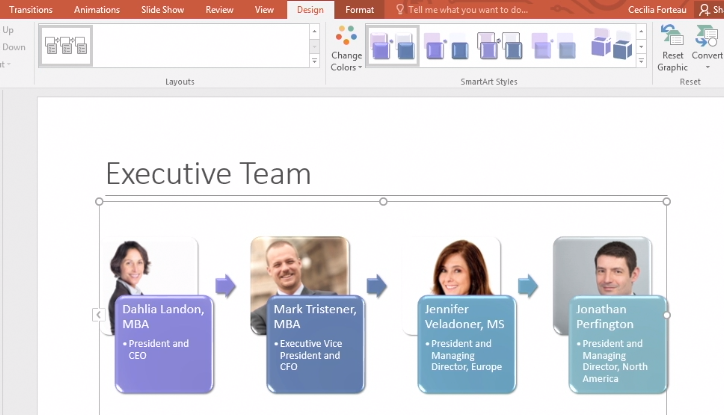 Transitions Animations Slide Show Review View Design Format Tell me what you want to do... Cecilia Forteau
Up
Down
Change
Colors
Reset
Graphic
Convert
Layouts SmartArt Styles Reset
Executive Team
Dahlia Landon,
MBA
• President and
CEO
Mark Tristener,
MBA
• Executive Vice
President and
CFO
Jennifer
Veladoner, MS
• President and
Managing
Director, Europe
Jonathan
Perfington
• President and
Managing
Director, North
America